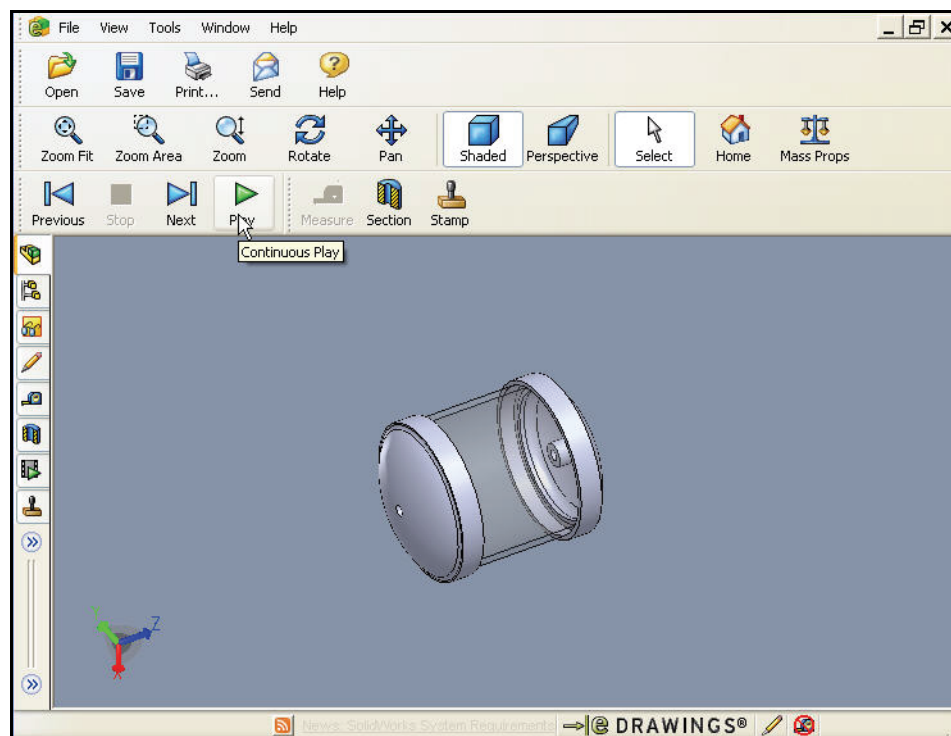 File View Tools Window Help
Open Save Print... Send Help
Zoom Fit Zoom Area Zoom Rotate Pan Shaded Perspective Select Home Mass Props
Previous Stop Next Play Measure Section Stamp
Continuous Play
Y
Z
X
News: SolidWorks System Requirements e DRAWINGS®